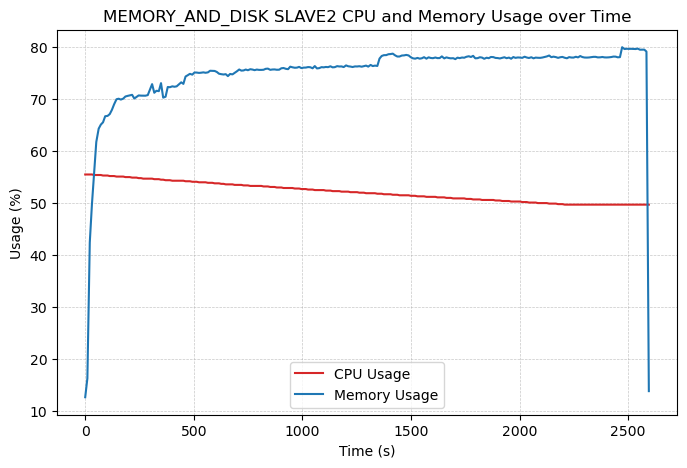 MEMORY_AND_DISK SLAVE2 CPU and Memory Usage over Time
80
70
60
50
40
30
20
10
Usage (%)
CPU Usage
Memory Usage
0
500
1000
1500
2000
2500
Time (s)